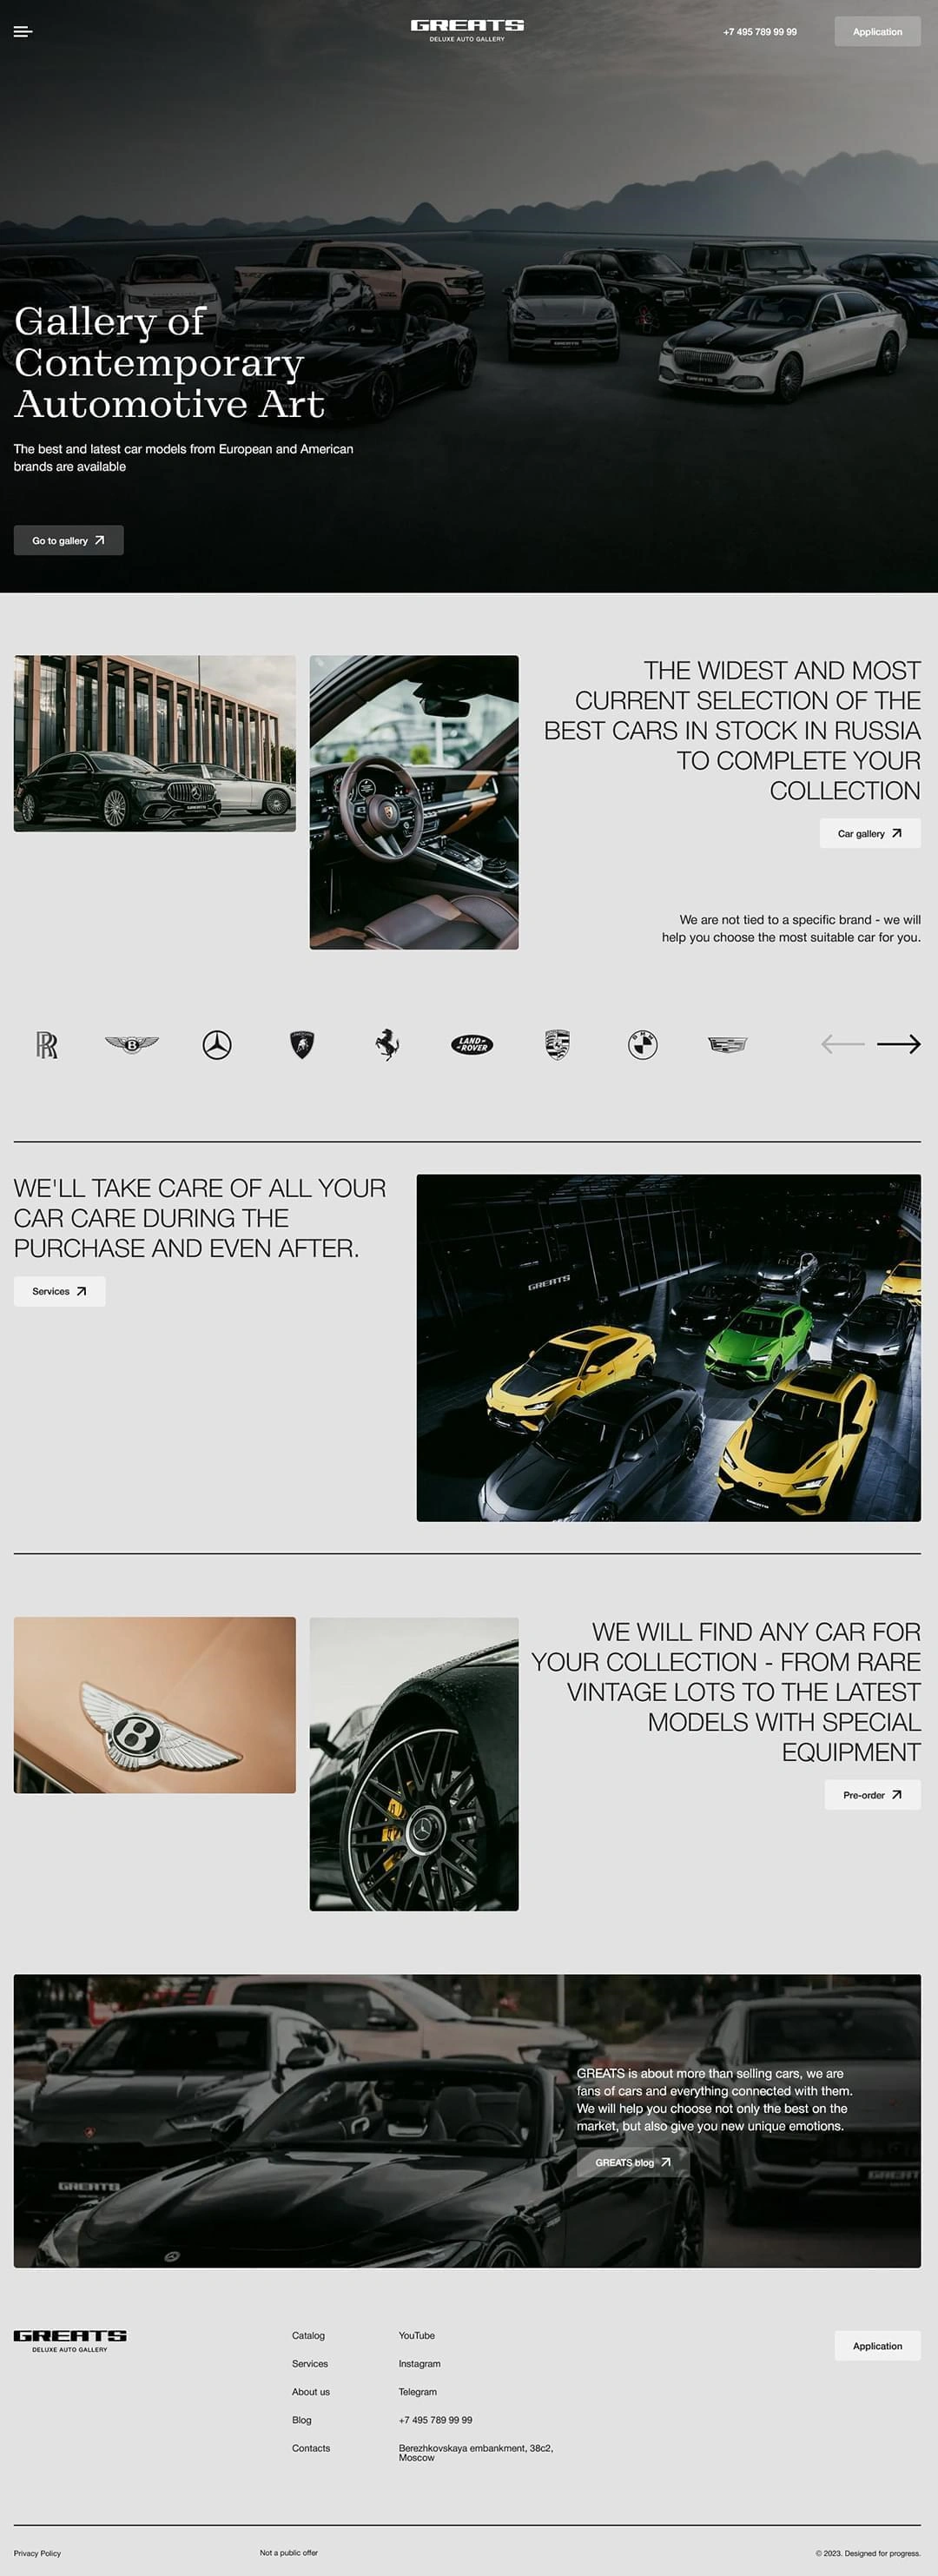 GREATS
DELUXE AUTO GALLERY
+7 495 789 99 99
Application
Gallery of
Contemporary
Automotive Art
The best and latest car models from European and American
brands are available
Go to gallery
THE WIDEST AND MOST
CURRENT SELECTION OF THE
BEST CARS IN STOCK IN RUSSIA
TO COMPLETE YOUR
COLLECTION
Car gallery
We are not tied to a specific brand - we will
help you choose the most suitable car for you.
LAND-
-ROVER
WE'LL TAKE CARE OF ALL YOUR
CAR CARE DURING THE
PURCHASE AND EVEN AFTER.
Services
GREATS
WE WILL FIND ANY CAR FOR
YOUR COLLECTION - FROM RARE
VINTAGE LOTS TO THE LATEST
MODELS WITH SPECIAL
EQUIPMENT
Pre-order
GREATS is about more than selling cars, we are
fans of cars and everything connected with them.
We will help you choose not only the best on the
market, but also give you new unique emotions.
GREATS blog
GREATS
GREATS
GREATS
DELUXE AUTO GALLERY
Catalog
Services
About us
Blog
Contacts
YouTube
Instagram
Telegram
+7 495 789 99 99
Berezhkovskaya embankment, 38c2,
Moscow
Application
Privacy Policy
Not a public offer
© 2023. Designed for progress.